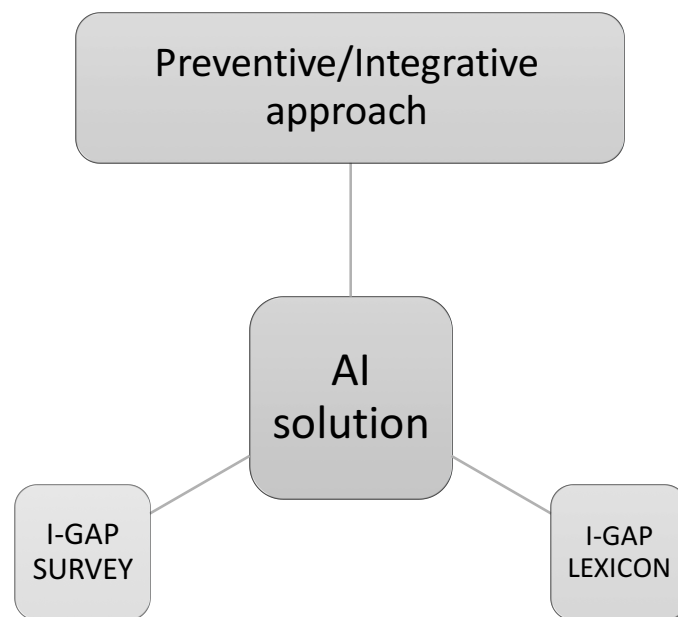 Preventive/Integrative
approach
AI
solution
I-GAP
SURVEY
I-GAP
LEXICON